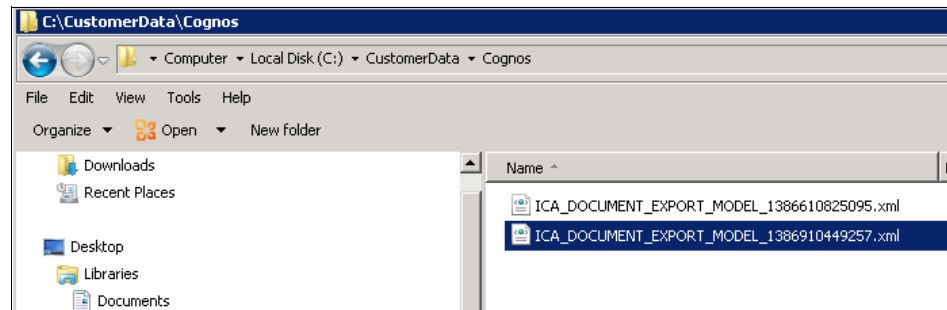 C:\CustomerData\Cognos
Computer Local Disk (C:) CustomerData Cognos
File Edit View Tools Help
Organize Open New folder
Downloads
Recent Places
Desktop
Libraries
Documents
Name
ICA_DOCUMENT_EXPORT_MODEL_1386610825095.xml
ICA_DOCUMENT_EXPORT_MODEL_1386910449257.xml